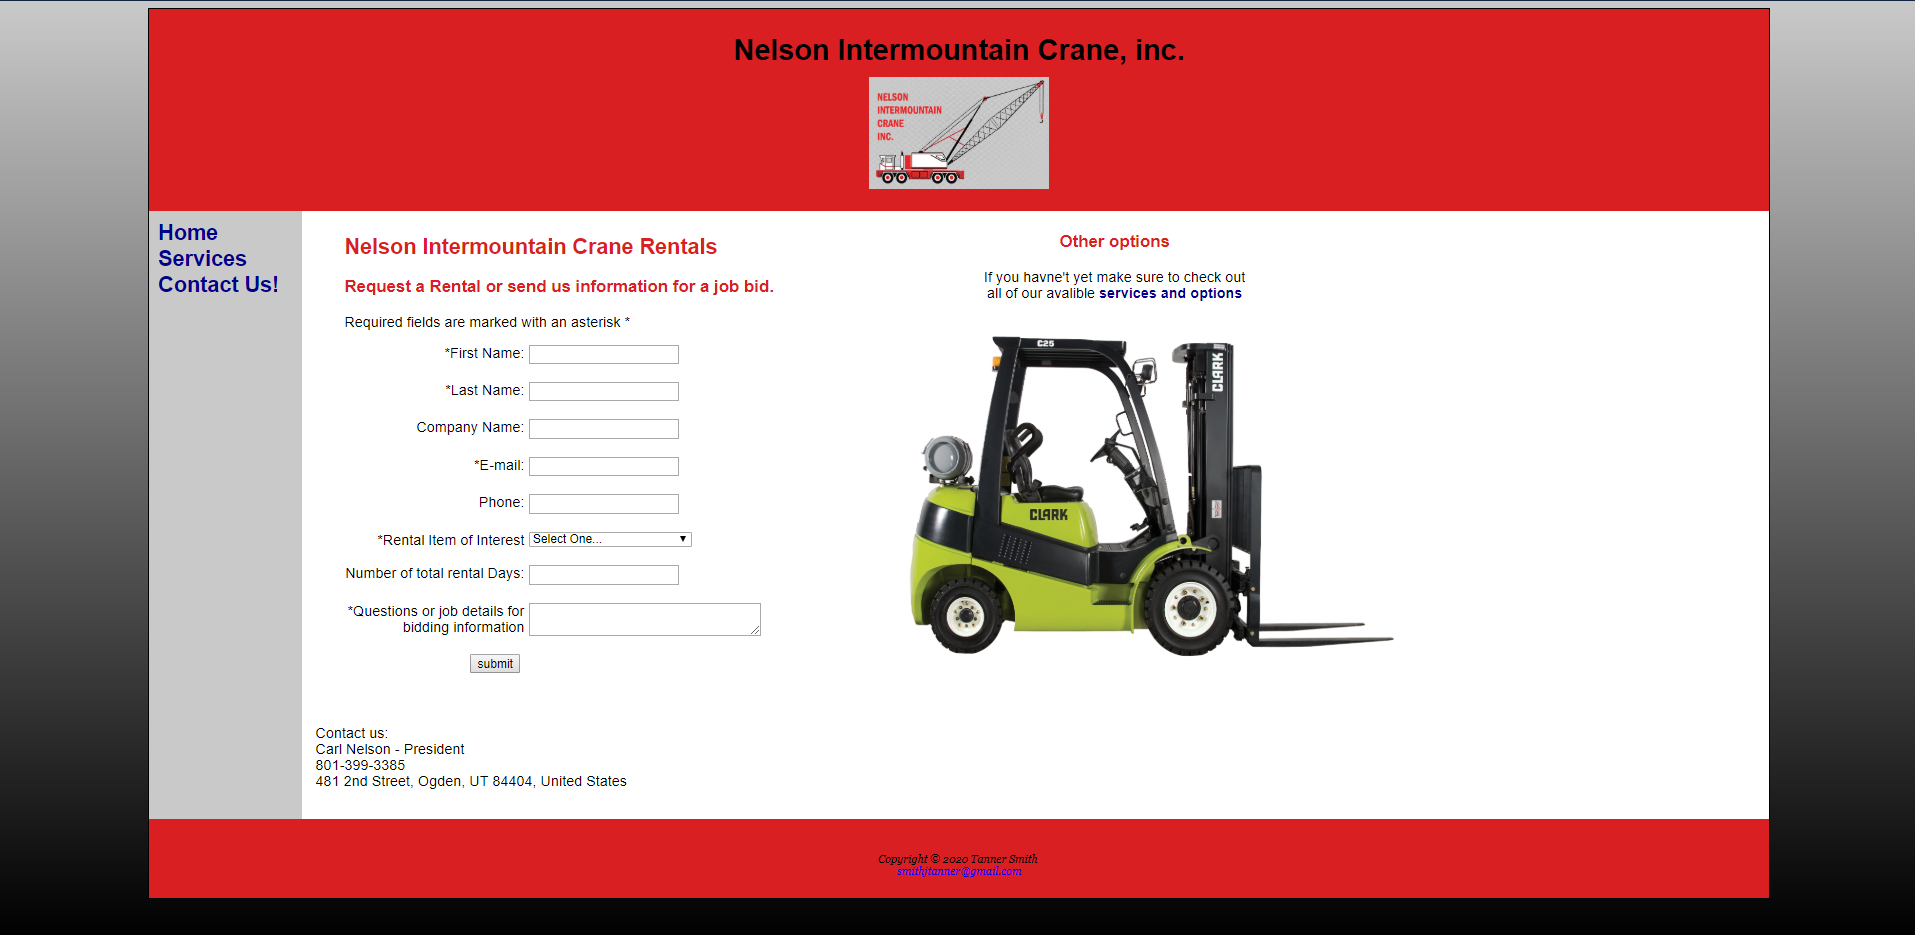 Nelson Intermountain Crane, inc.
NELSON
INTERMOUNTAIN
CRANE
INC.
Home
Services
Contact Us!
Nelson Intermountain Crane Rentals
Request a Rental or send us information for a job bid.
Required fields are marked with an asterisk *
*First Name:
*Last Name:
Company Name:
*E-mail:
Phone:
*Rental Item of Interest Select One...
Number of total rental Days:
*Questions or job details for
bidding information
submit
Other options
If you havne't yet make sure to check out
all of our avalible services and options
C25
CLARK
CLARK
Contact us:
Carl Nelson - President
801-399-3385
481 2nd Street, Ogden, UT 84404, United States
Copyright © 2020 Tanner Smith
smithjtanner@gmail.com